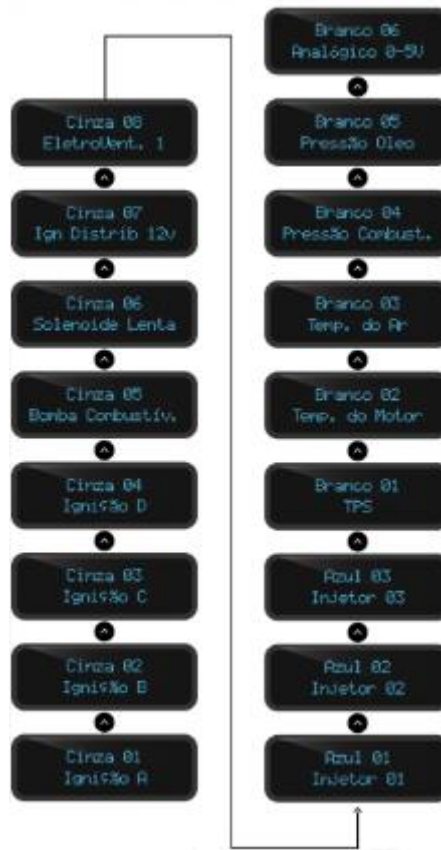 Cinza 08
EletroVent. 1
Cinza 07
Ign Distrib 12v
Cinza 06
Solenoide Lenta
Cinza 05
Bomba Conbustív.
Cinza 04
Ignição D
Cinza 03
Ignição C
Cinza 02
Ignição B
Cinza 01
Ignição A
Branco 06
Analógico 0-5V
Branco 05
Pressão Oleo
Branco 04
Pressão Combust.
Branco 03
Temp. do Ar
Branco 02
Temp. do Motor
Branco 01
TPS
Azul 03
Injetor 03
Azul 02
Injetor 02
Azul 01
Injetor 01